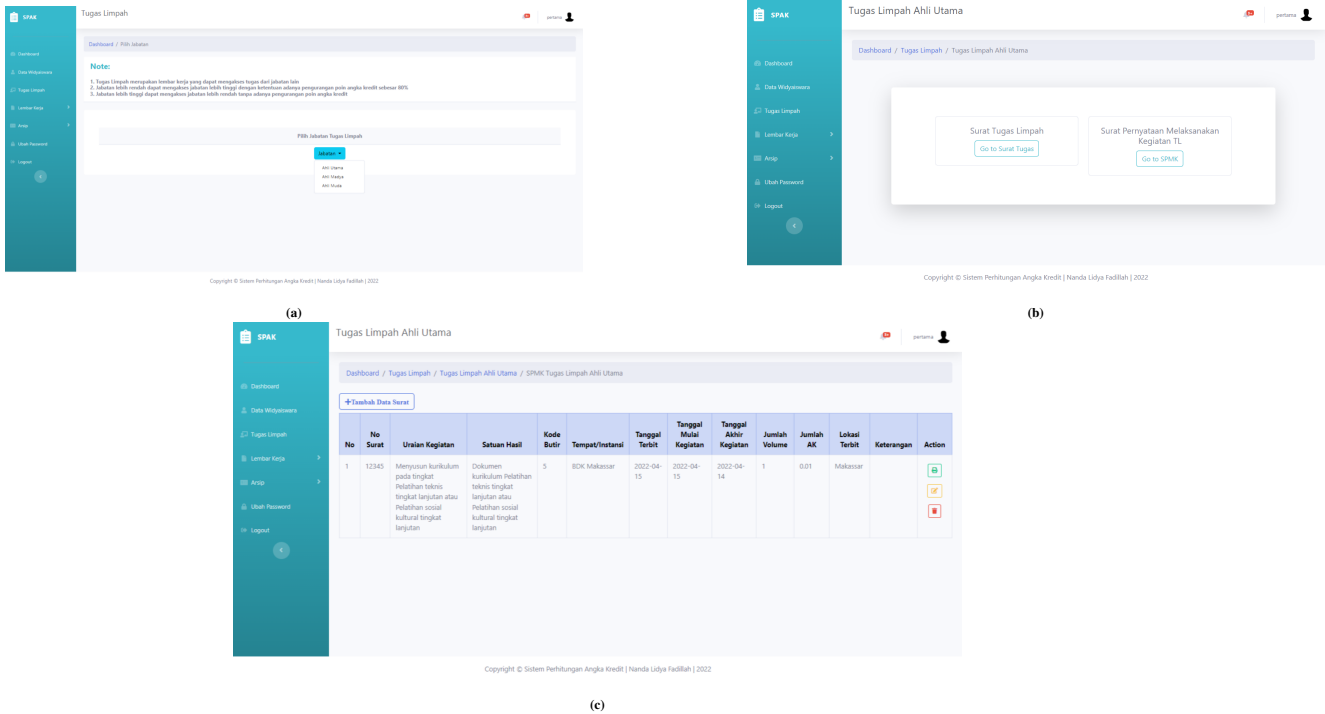 SPAK
Tugas Limpah
pertama
Dashboard / Pilih Jabatan
Dashboard
Data Widyaiswara
Tugas Limpah
Lembar Kerja
Arsip
Ubah Password
Logout
Note:
1. Tugas Limpah merupakan lembar kerja yang dapat mengakses tugas dari jabatan lain
2. Jabatan lebih rendah dapat mengakses jabatan lebih tinggi dengan ketentuan adanya pengurangan poin angka kredit sebesar 80%
3. Jabatan lebih tinggi dapat mengakses jabatan lebih rendah tanpa adanya pengurangan poin angka kredit
Pilih Jabatan Tugas Limpah
Jabatan
Ahli Utama
Ahli Madya
Ahli Muda
Copyright © Sistem Perhitungan Angka Kredit | Nanda Lidya Fadillah | 2022
(a)
SPAK
Tugas Limpah Ahli Utama
pertama
Dashboard / Tugas Limpah / Tugas Limpah Ahli Utama
Dashboard
Data Widyaiswara
Tugas Limpah
Lembar Kerja
Arsip
Ubah Password
Logout
Surat Tugas Limpah
Go to Surat Tugas
Surat Pernyataan Melaksanakan
Kegiatan TL
Go to SPMK
Copyright © Sistem Perhitungan Angka Kredit | Nanda Lidya Fadillah | 2022
(b)
SPAK
Tugas Limpah Ahli Utama
pertama
Dashboard / Tugas Limpah / Tugas Limpah Ahli Utama / SPMK Tugas Limpah Ahli Utama
Dashboard
Data Widyaiswara
Tugas Limpah
Lembar Kerja
Arsip
Ubah Password
Logout
+Tambah Data Surat
No
No
Surat
Uraian Kegiatan
Satuan Hasil
Kode
Butir
Tempat/Instansi
Tanggal
Terbit
Tanggal
Mulai
Kegiatan
Tanggal
Akhir
Kegiatan
Jumlah
Volume
Jumlah
AK
Lokasi
Terbit
Keterangan
Action
1
12345
Menyusun kurikulum
pada tingkat
Pelatihan teknis
tingkat lanjutan atau
Pelatihan sosial
kultural tingkat
lanjutan
Dokumen
kurikulum Pelatihan
teknis tingkat
lanjutan atau
Pelatihan sosial
kultural tingkat
lanjutan
5
BDK Makassar
2022-04-
15
2022-04-
15
2022-04-
14
1
0.01
Makassar
Copyright © Sistem Perhitungan Angka Kredit | Nanda Lidya Fadillah | 2022
(c)